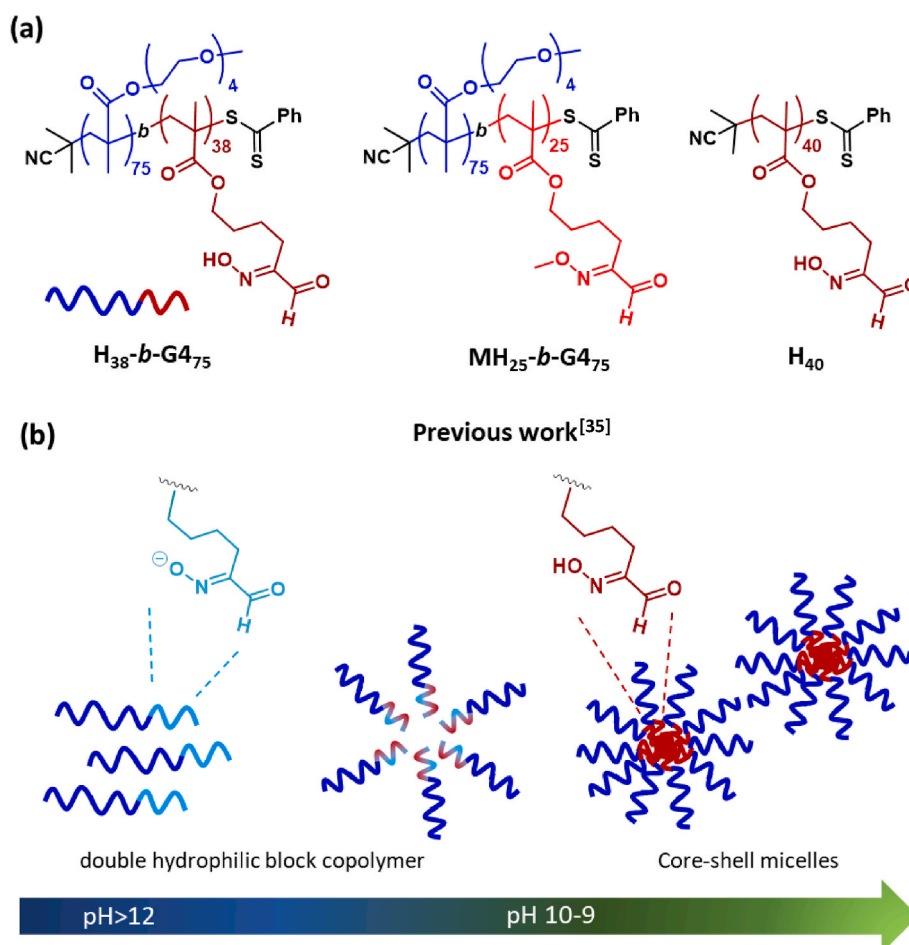 (a)
O 4
O O
NC 75 b 38 S Ph
S
O O
HO N O
H
H38-b-G475
O 4
O O
NC 75 b 25 S Ph
S
O O
O N O
H
MH25-b-G475
NC 40 S Ph
S
O O
HO N O
H
H40
(b)
Previous work[35]
⊖ O N O
H
HO N O
H
double hydrophilic block copolymer
Core-shell micelles
pH>12
pH 10-9